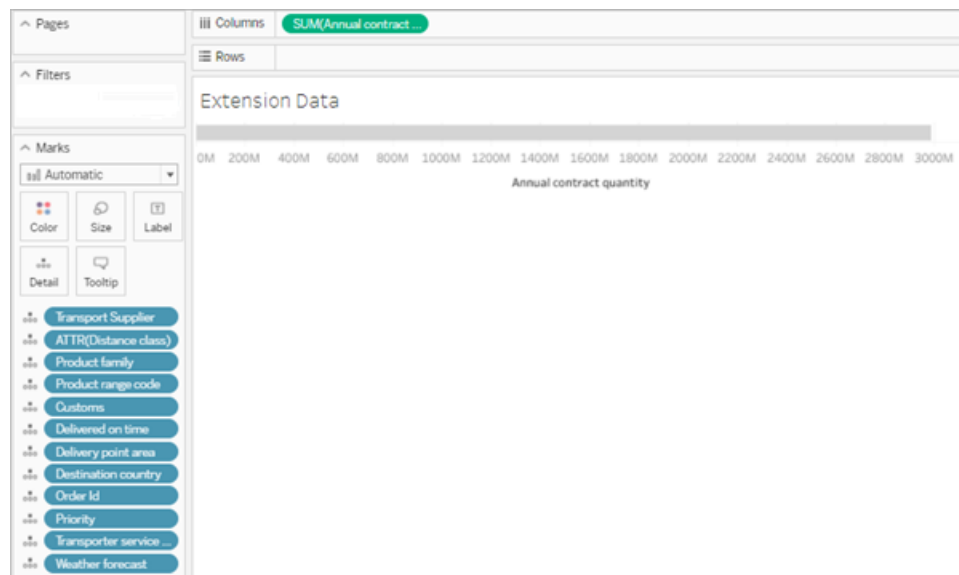 Pages
Columns
SUM(Annual contract ...
Rows
Filters
Extension Data
Marks
0M 200M 400M 600M 800M 1000M 1200M 1400M 1600M 1800M 2000M 2200M 2400M 2600M 2800M 3000M
Annual contract quantity
Automatic
Color Size Label
Detail Tooltip
Transport Supplier
ATTR(Distance class)
Product family
Product range code
Customs
Delivered on time
Delivery point area
Destination country
Order Id
Priority
Transporter service ...
Weather forecast